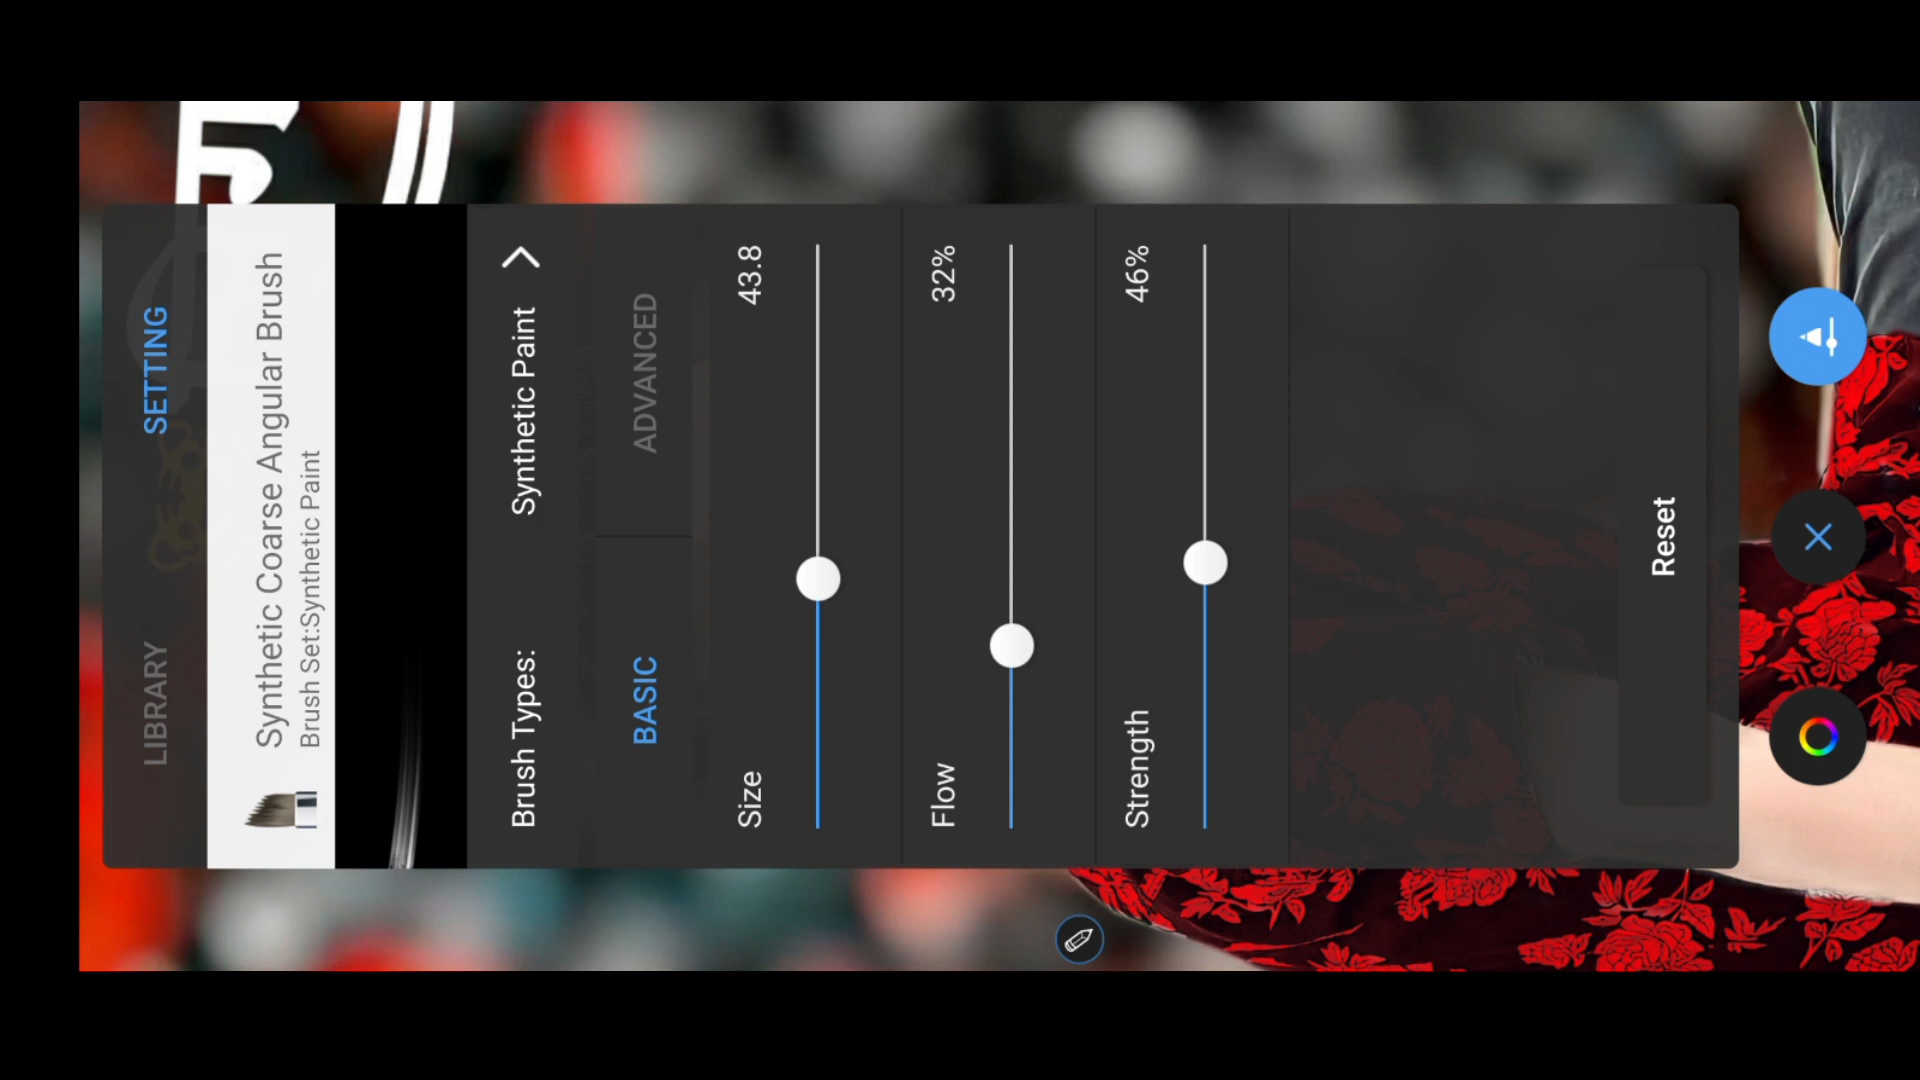 LIBRARY
SETTING
Synthetic Coarse Angular Brush
Brush Set:Synthetic Paint
Brush Types:
Synthetic Paint
BASIC
ADVANCED
Size
43.8
Flow
32%
Strength
46%
Reset